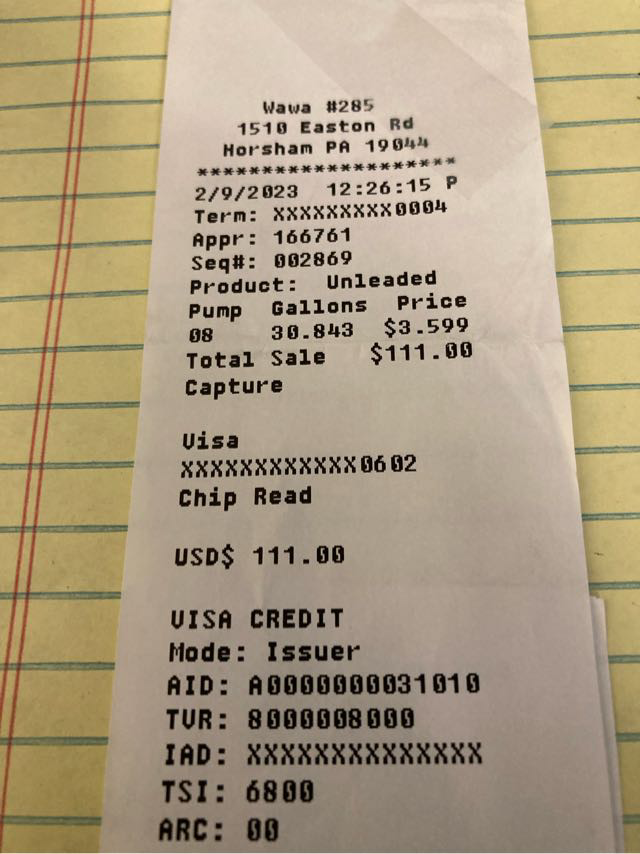 Wawa #285
1510 Easton Rd
Horsham PA 19044
********************
2/9/2023 12:26:15 P
Term: XXXXXXXXX0004
Appr: 166761
Seq#: 002869
Product: Unleaded
Pump Gallons Price
08 30.843 $3.599
Total Sale $111.00
Capture
Visa
XXXXXXXXXXXX0602
Chip Read
USD$ 111.00
VISA CREDIT
Mode: Issuer
AID: A0000000031010
TVR: 8000008000
IAD: XXXXXXXXXXXXXX
TSI: 6800
ARC: 00